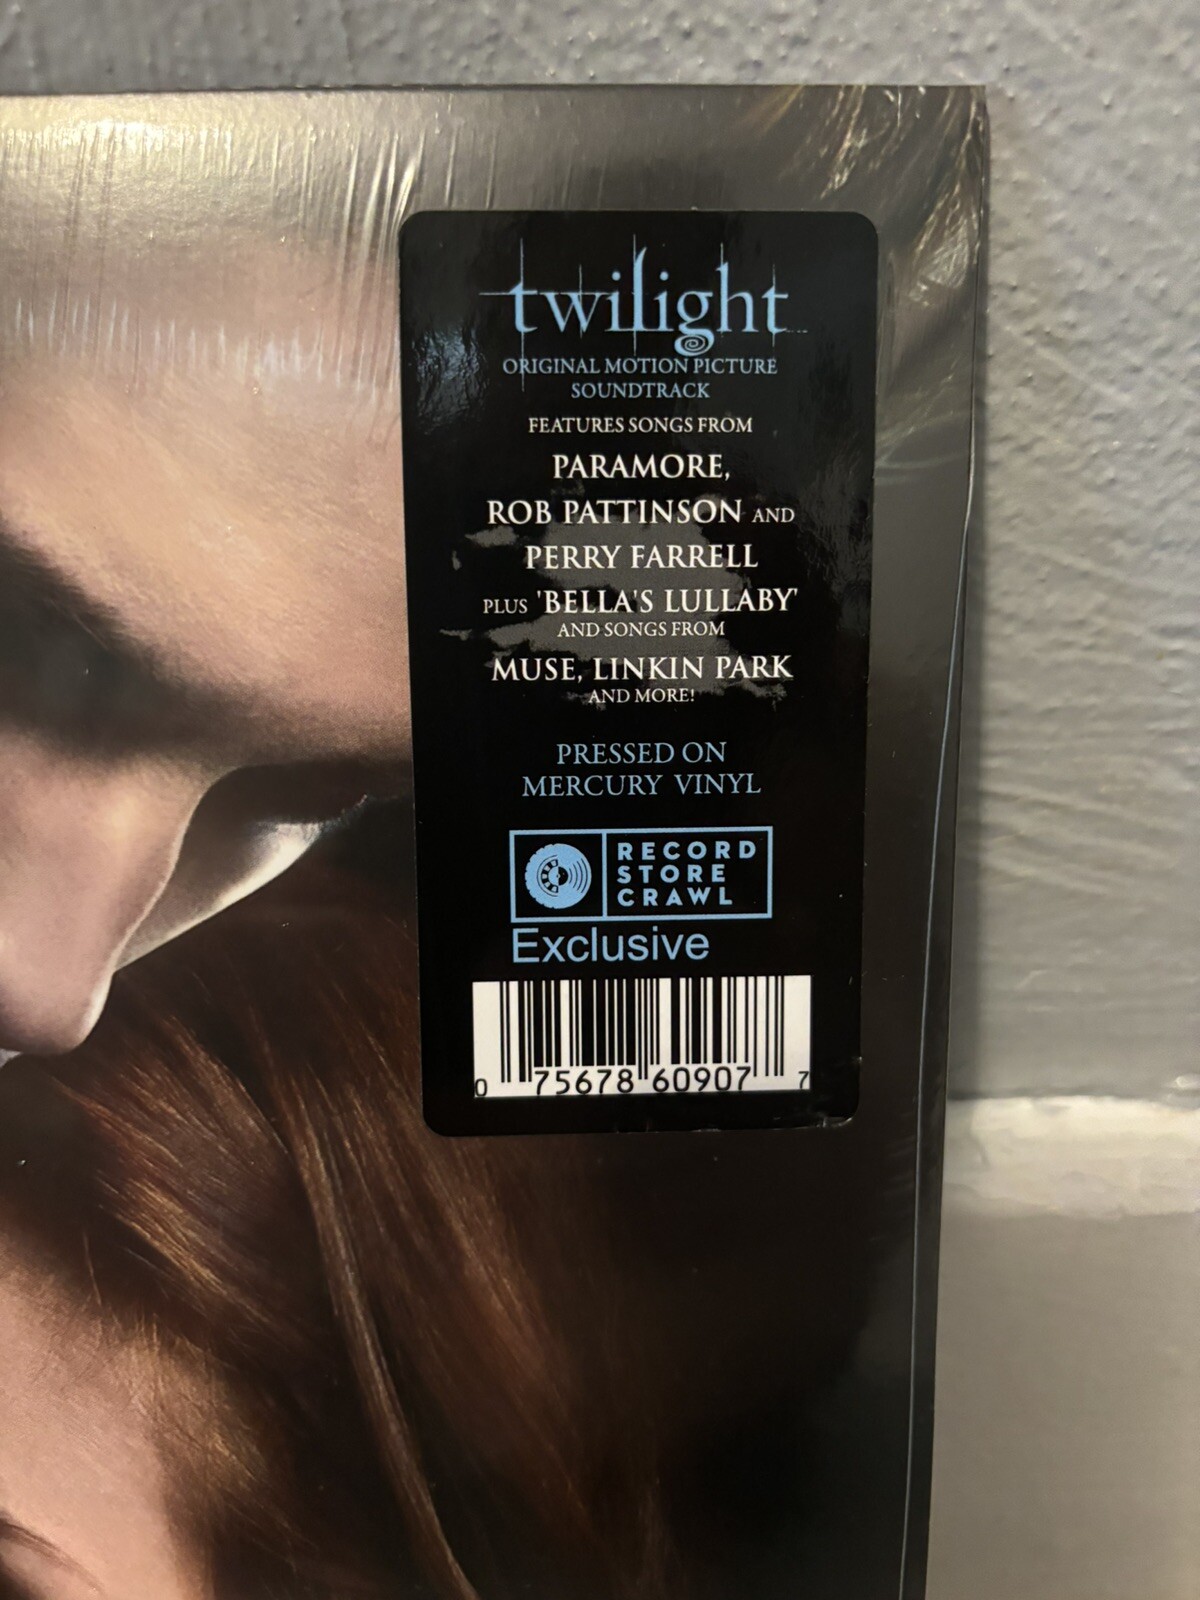 twilight
ORIGINAL MOTION PICTURE
SOUNDTRACK
FEATURES SONGS FROM
PARAMORE,
ROB PATTINSON AND
PERRY FARRELL
PLUS 'BELLA'S LULLABY'
AND SONGS FROM
MUSE, LINKIN PARK
AND MORE!
PRESSED ON
MERCURY VINYL
RECORD
STORE
CRAWL
Exclusive
0 75678 60907 7